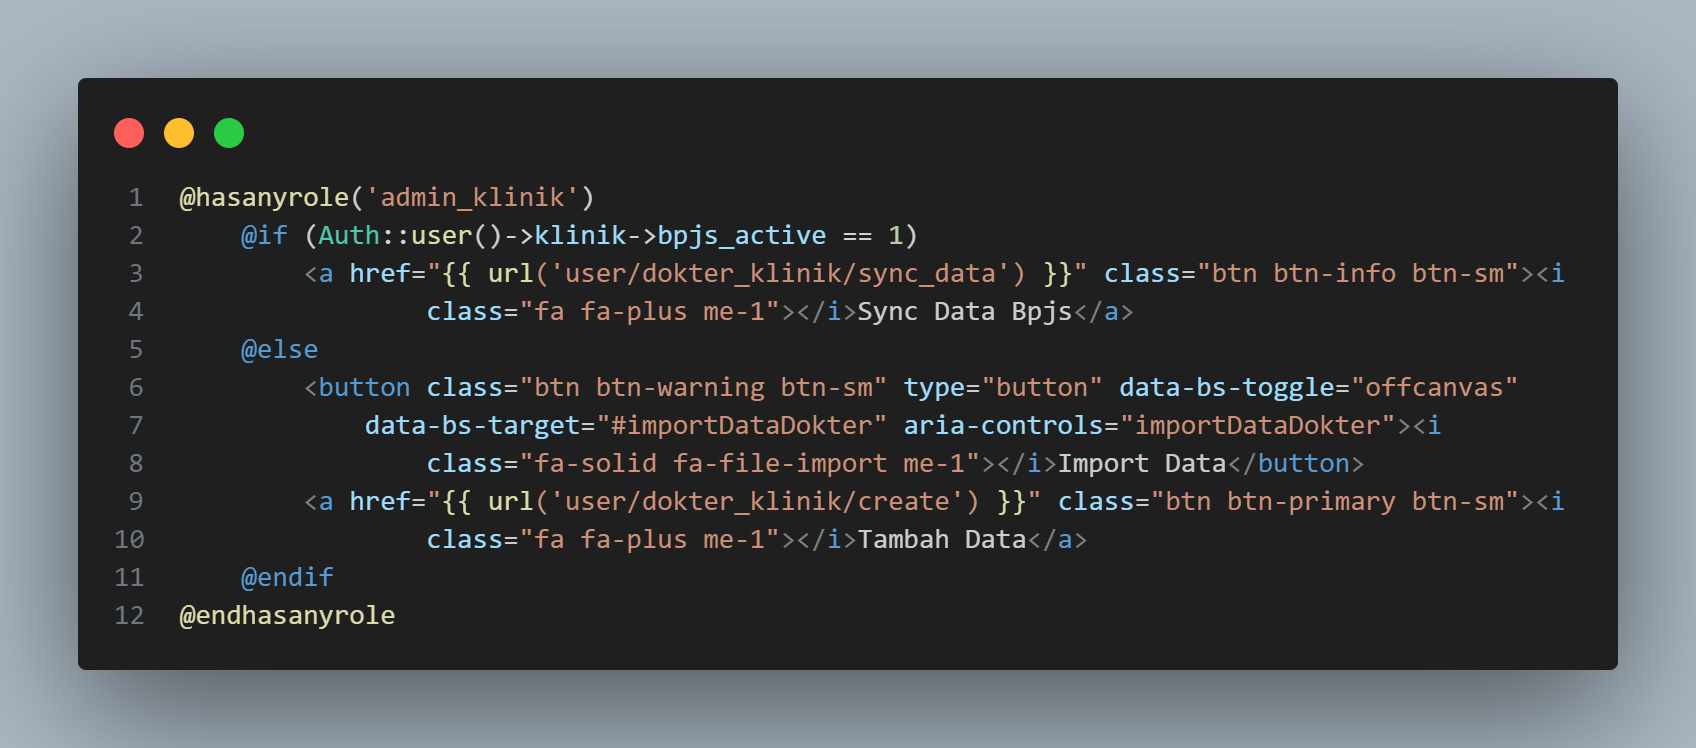 1 @hasanyrole('admin_klinik')
2     @if (Auth::user()->klinik->bpjs_active == 1)
3         <a href="{{ url('user/dokter_klinik/sync_data') }}" class="btn btn-info btn-sm"><i
4                 class="fa fa-plus me-1"></i>Sync Data Bpjs</a>
5     @else
6         <button class="btn btn-warning btn-sm" type="button" data-bs-toggle="offcanvas"
7             data-bs-target="#importDataDokter" aria-controls="importDataDokter"><i
8                 class="fa-solid fa-file-import me-1"></i>Import Data</button>
9         <a href="{{ url('user/dokter_klinik/create') }}" class="btn btn-primary btn-sm"><i
10                 class="fa fa-plus me-1"></i>Tambah Data</a>
11     @endif
12 @endhasanyrole